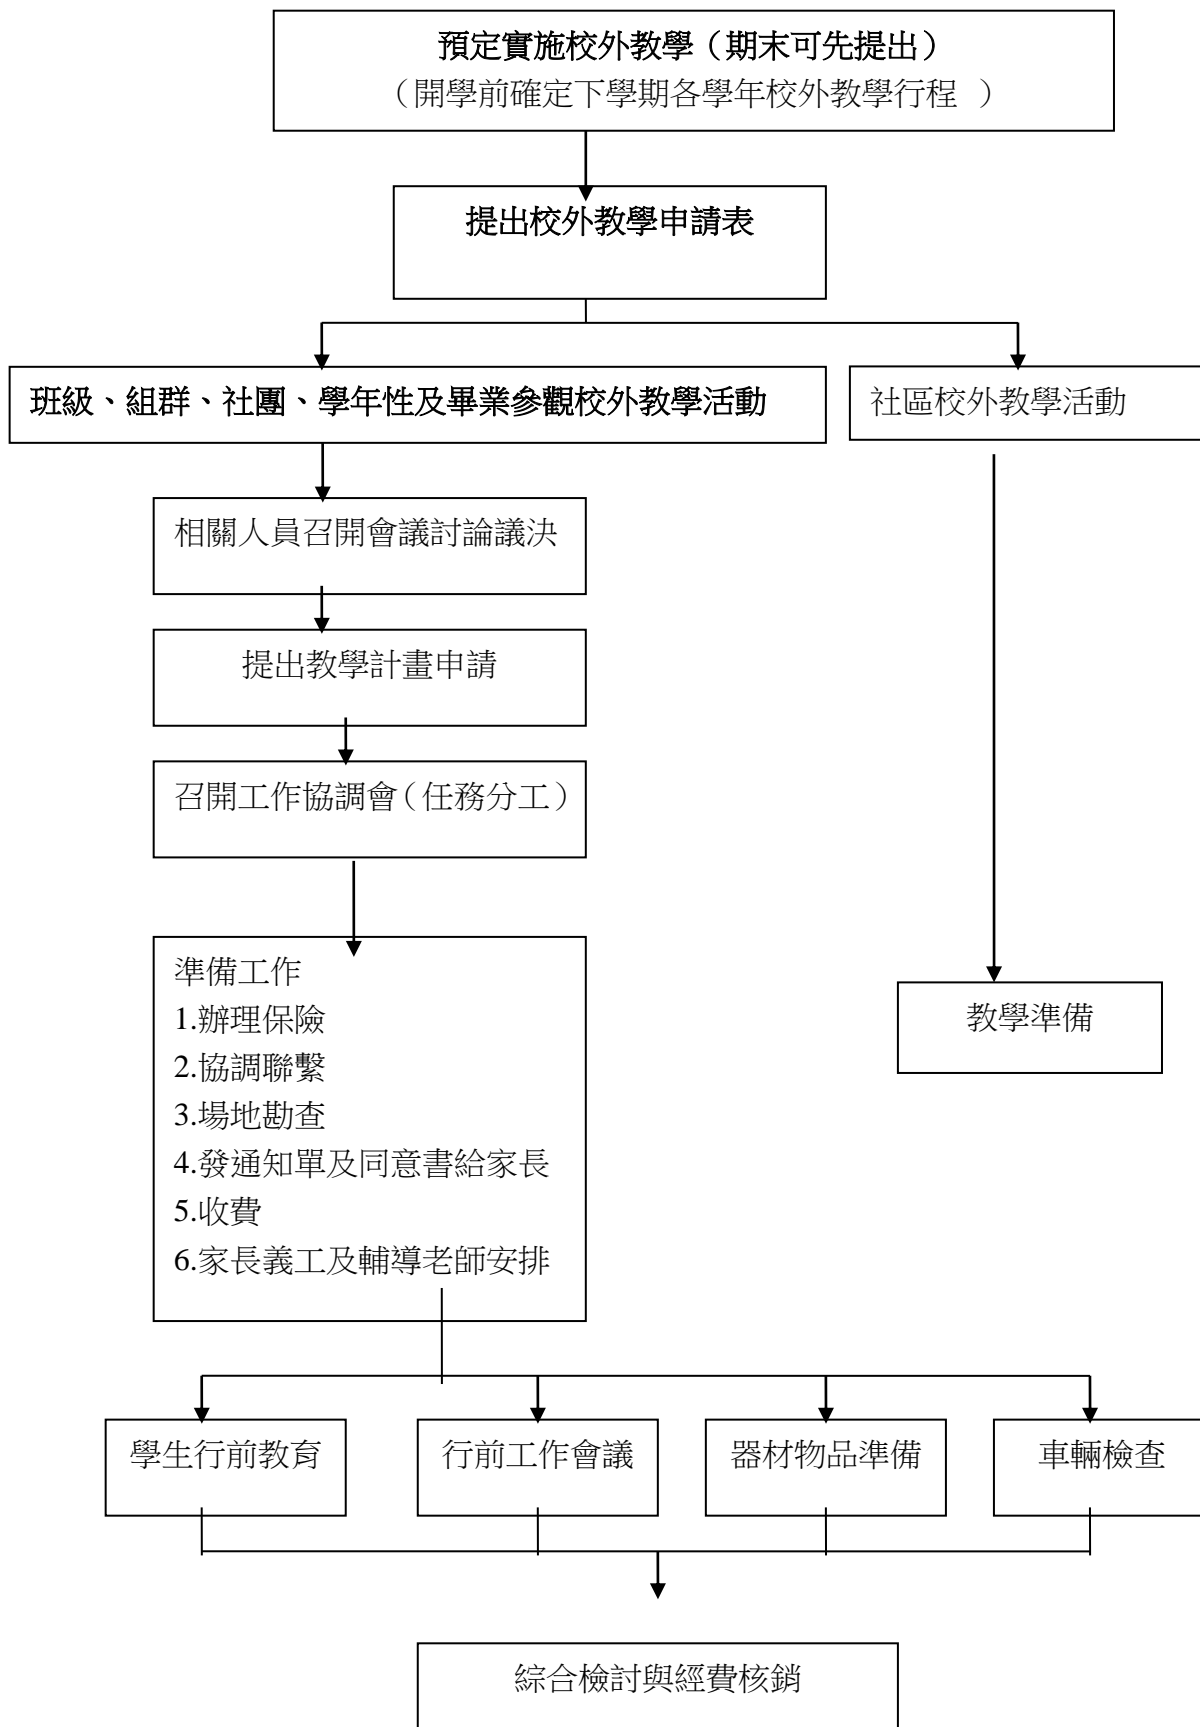 預定實施校外教學（期末可先提出）
（開學前確定下學期各學年校外教學行程 ）
提出校外教學申請表
班級、組群、社團、學年性及畢業參觀校外教學活動
社區校外教學活動
相關人員召開會議討論議決
提出教學計畫申請
召開工作協調會（任務分工）
準備工作
1.辦理保險
2.協調聯繫
3.場地勘查
4.發通知單及同意書給家長
5.收費
6.家長義工及輔導老師安排
教學準備
學生行前教育
行前工作會議
器材物品準備
車輛檢查
綜合檢討與經費核銷